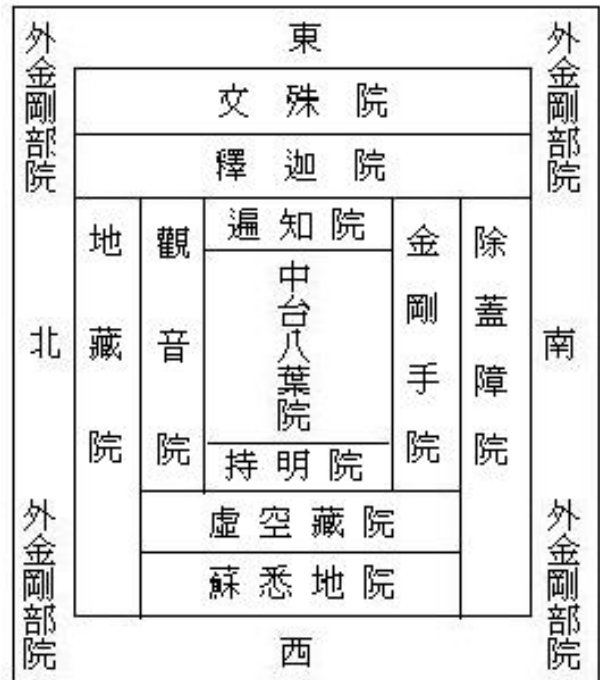 東
外金剛部院
外金剛部院
文殊院
釋迦院
遍知院
地藏院
觀音院
中台八葉院
金剛手院
除蓋障院
北
南
持明院
虛空藏院
蘇悉地院
外金剛部院
外金剛部院
西